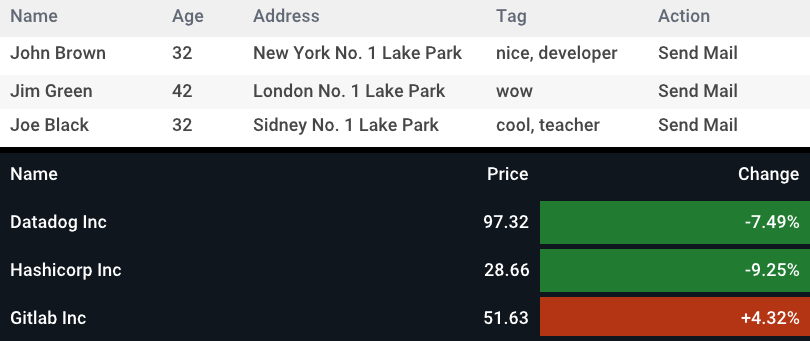 Name Age Address Tag Action
John Brown 32 New York No. 1 Lake Park nice, developer Send Mail
Jim Green 42 London No. 1 Lake Park wow Send Mail
Joe Black 32 Sidney No. 1 Lake Park cool, teacher Send Mail
Name Price Change
Datadog Inc 97.32 -7.49%
Hashicorp Inc 28.66 -9.25%
Gitlab Inc 51.63 +4.32%